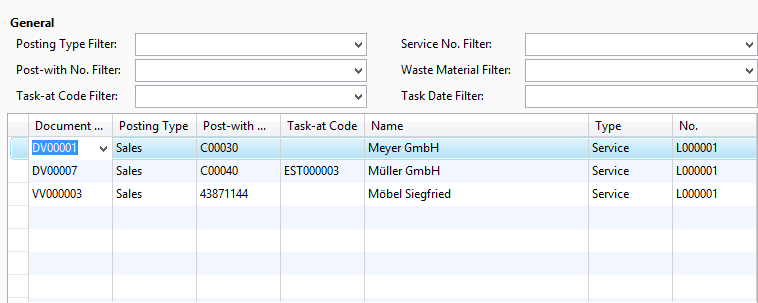 General
Posting Type Filter: Service No. Filter:
Post-with No. Filter: Waste Material Filter:
Task-at Code Filter: Task Date Filter:
Document ... Posting Type Post-with ... Task-at Code Name Type No.
DV00001 Sales C00030 Meyer GmbH Service L000001
DV00007 Sales C00040 EST000003 Müller GmbH Service L000001
VV000003 Sales 43871144 Möbel Siegfried Service L000001